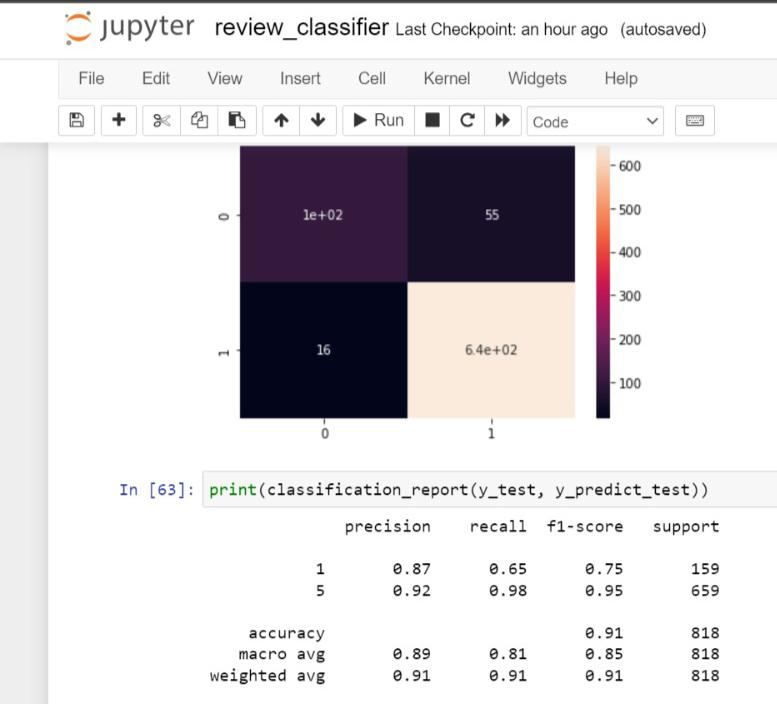 jupyter review_classifier Last Checkpoint: an hour ago (autosaved)
File Edit View Insert Cell Kernel Widgets Help
Run Code
600
0 1e+02 55
500
400
300
1 16 6.4e+02
200
100
0 1
In [63]: print(classification_report(y_test, y_predict_test))
precision recall f1-score support
1 0.87 0.65 0.75 159
5 0.92 0.98 0.95 659
accuracy 0.91 818
macro avg 0.89 0.81 0.85 818
weighted avg 0.91 0.91 0.91 818